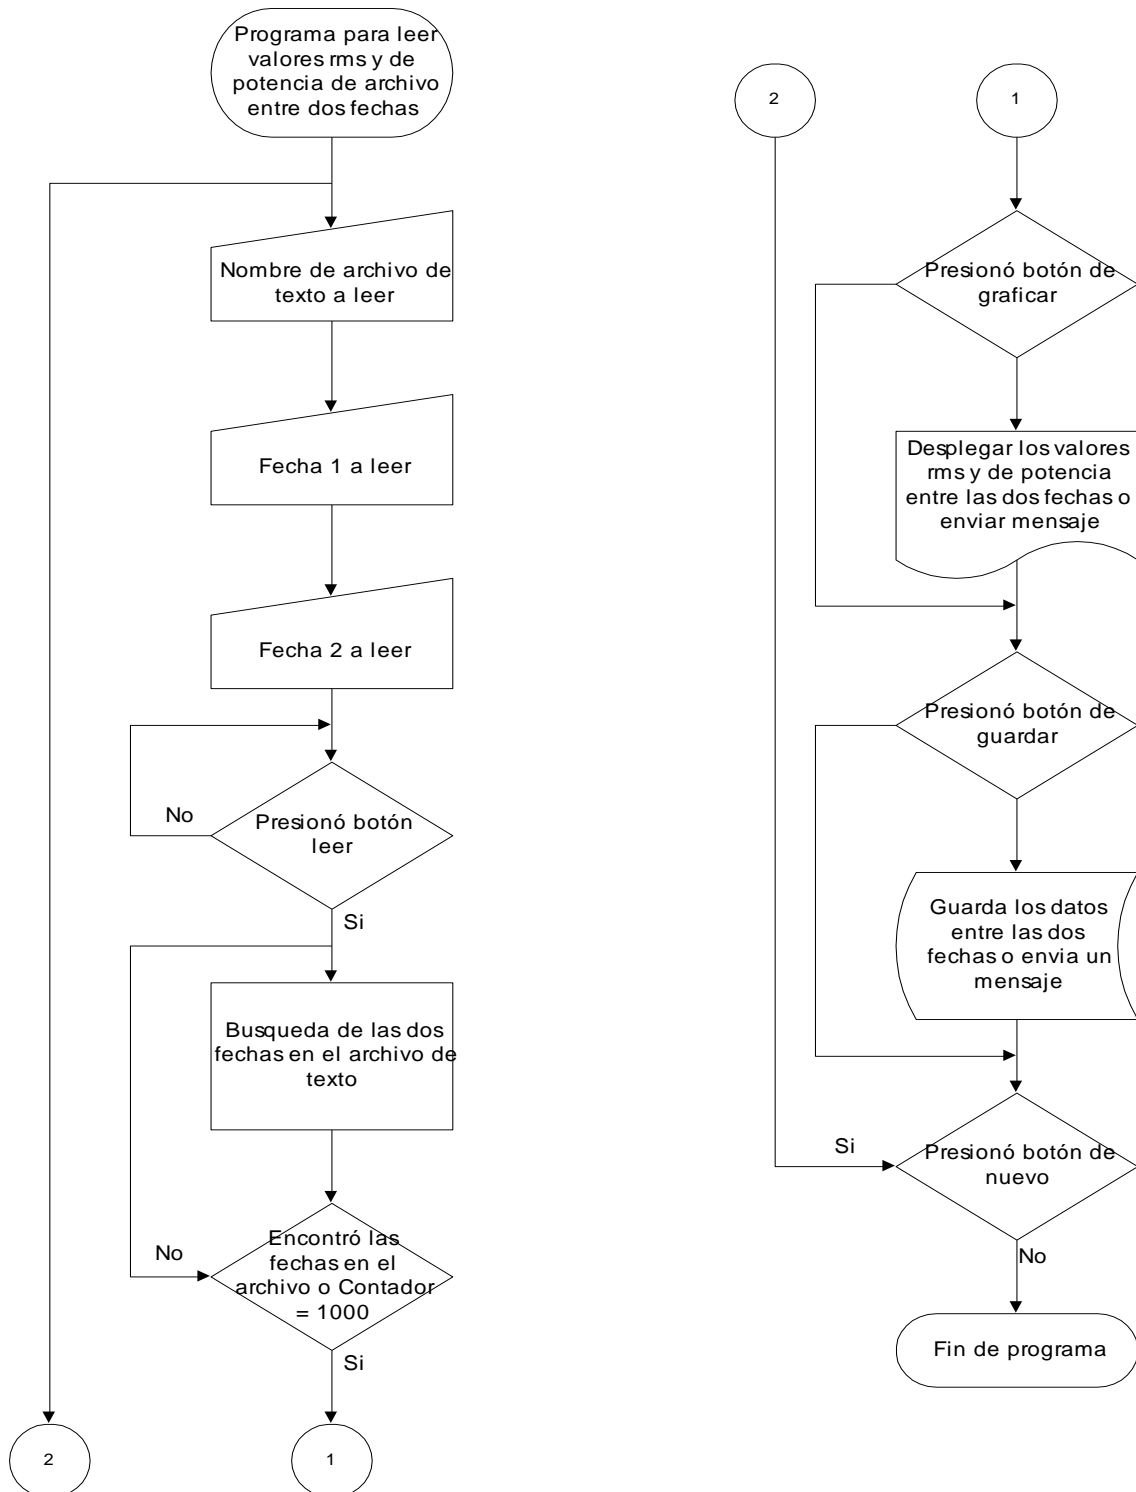 Programa para leer
valores rms y de
potencia de archivo
entre dos fechas
Nombre de archivo de
texto a leer
Fecha 1 a leer
Fecha 2 a leer
No
Presionó botón
leer
Si
Busqueda de las dos
fechas en el archivo de
texto
No
Encontró las
fechas en el
archivo o Contador
= 1000
Si
2
1
2
1
Presionó botón de
graficar
Desplegar los valores
rms y de potencia
entre las dos fechas o
enviar mensaje
Presionó botón de
guardar
Guarda los datos
entre las dos
fechas o envia un
mensaje
Si
Presionó botón de
nuevo
No
Fin de programa